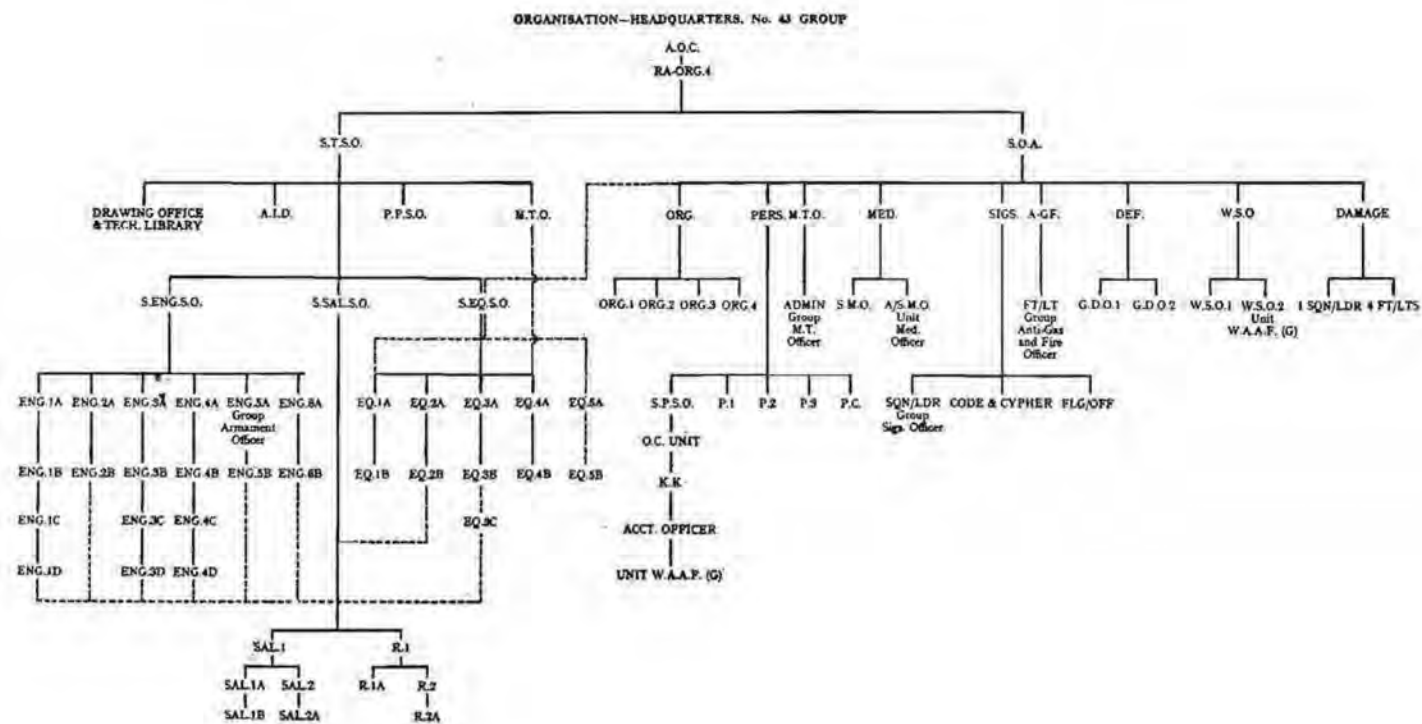 ORGANISATION—HEADQUARTERS, No. 43 GROUP
A.O.C.
RA-ORG.4
S.T.S.O. S.O.A.
DRAWING OFFICE
& TECH. LIBRARY
A.I.D.
P.P.S.O.
M.T.O.
ORG.
PERS.
M.T.O.
MED.
SIGS.
A-GF.
DEF.
W.S.O
DAMAGE
S.ENG.S.O.
S.SAL.S.O.
S.EQ.S.O.
ORG.1 ORG.2 ORG.3 ORG.4
ADMIN
Group
M.T.
Officer
S.M.O.
A/S.M.O.
Unit
Med.
Officer
FT/LT
Group
Anti-Gas
and Fire
Officer
G.D.O.1 G.D.O.2
W.S.O.1 W.S.O.2
Unit
W.A.A.F. (G)
1 SQN/LDR 4 FT/LTS
ENG.1A ENG.2A ENG.3A ENG.4A ENG.5A ENG.6A
Group
Armament
Officer
EQ.1A EQ.2A EQ.3A EQ.4A EQ.5A
S.P.S.O. P.1 P.2 P.3 P.C.
SQN/LDR
Group
Sigs. Officer
CODE & CYPHER
FLG/OFF
O.C. UNIT
ENG.1B ENG.2B ENG.3B ENG.4B ENG.5B ENG.6B
EQ.1B EQ.2B EQ.3B EQ.4B EQ.5B
K.K
ENG.1C ENG.3C ENG.4C
EQ.3C
ACCT. OFFICER
ENG.1D ENG.3D ENG.4D
UNIT W.A.A.F. (G)
SAL.1 R.1
SAL.1A SAL.2 R.1A R.2
SAL.1B SAL.2A R.2A